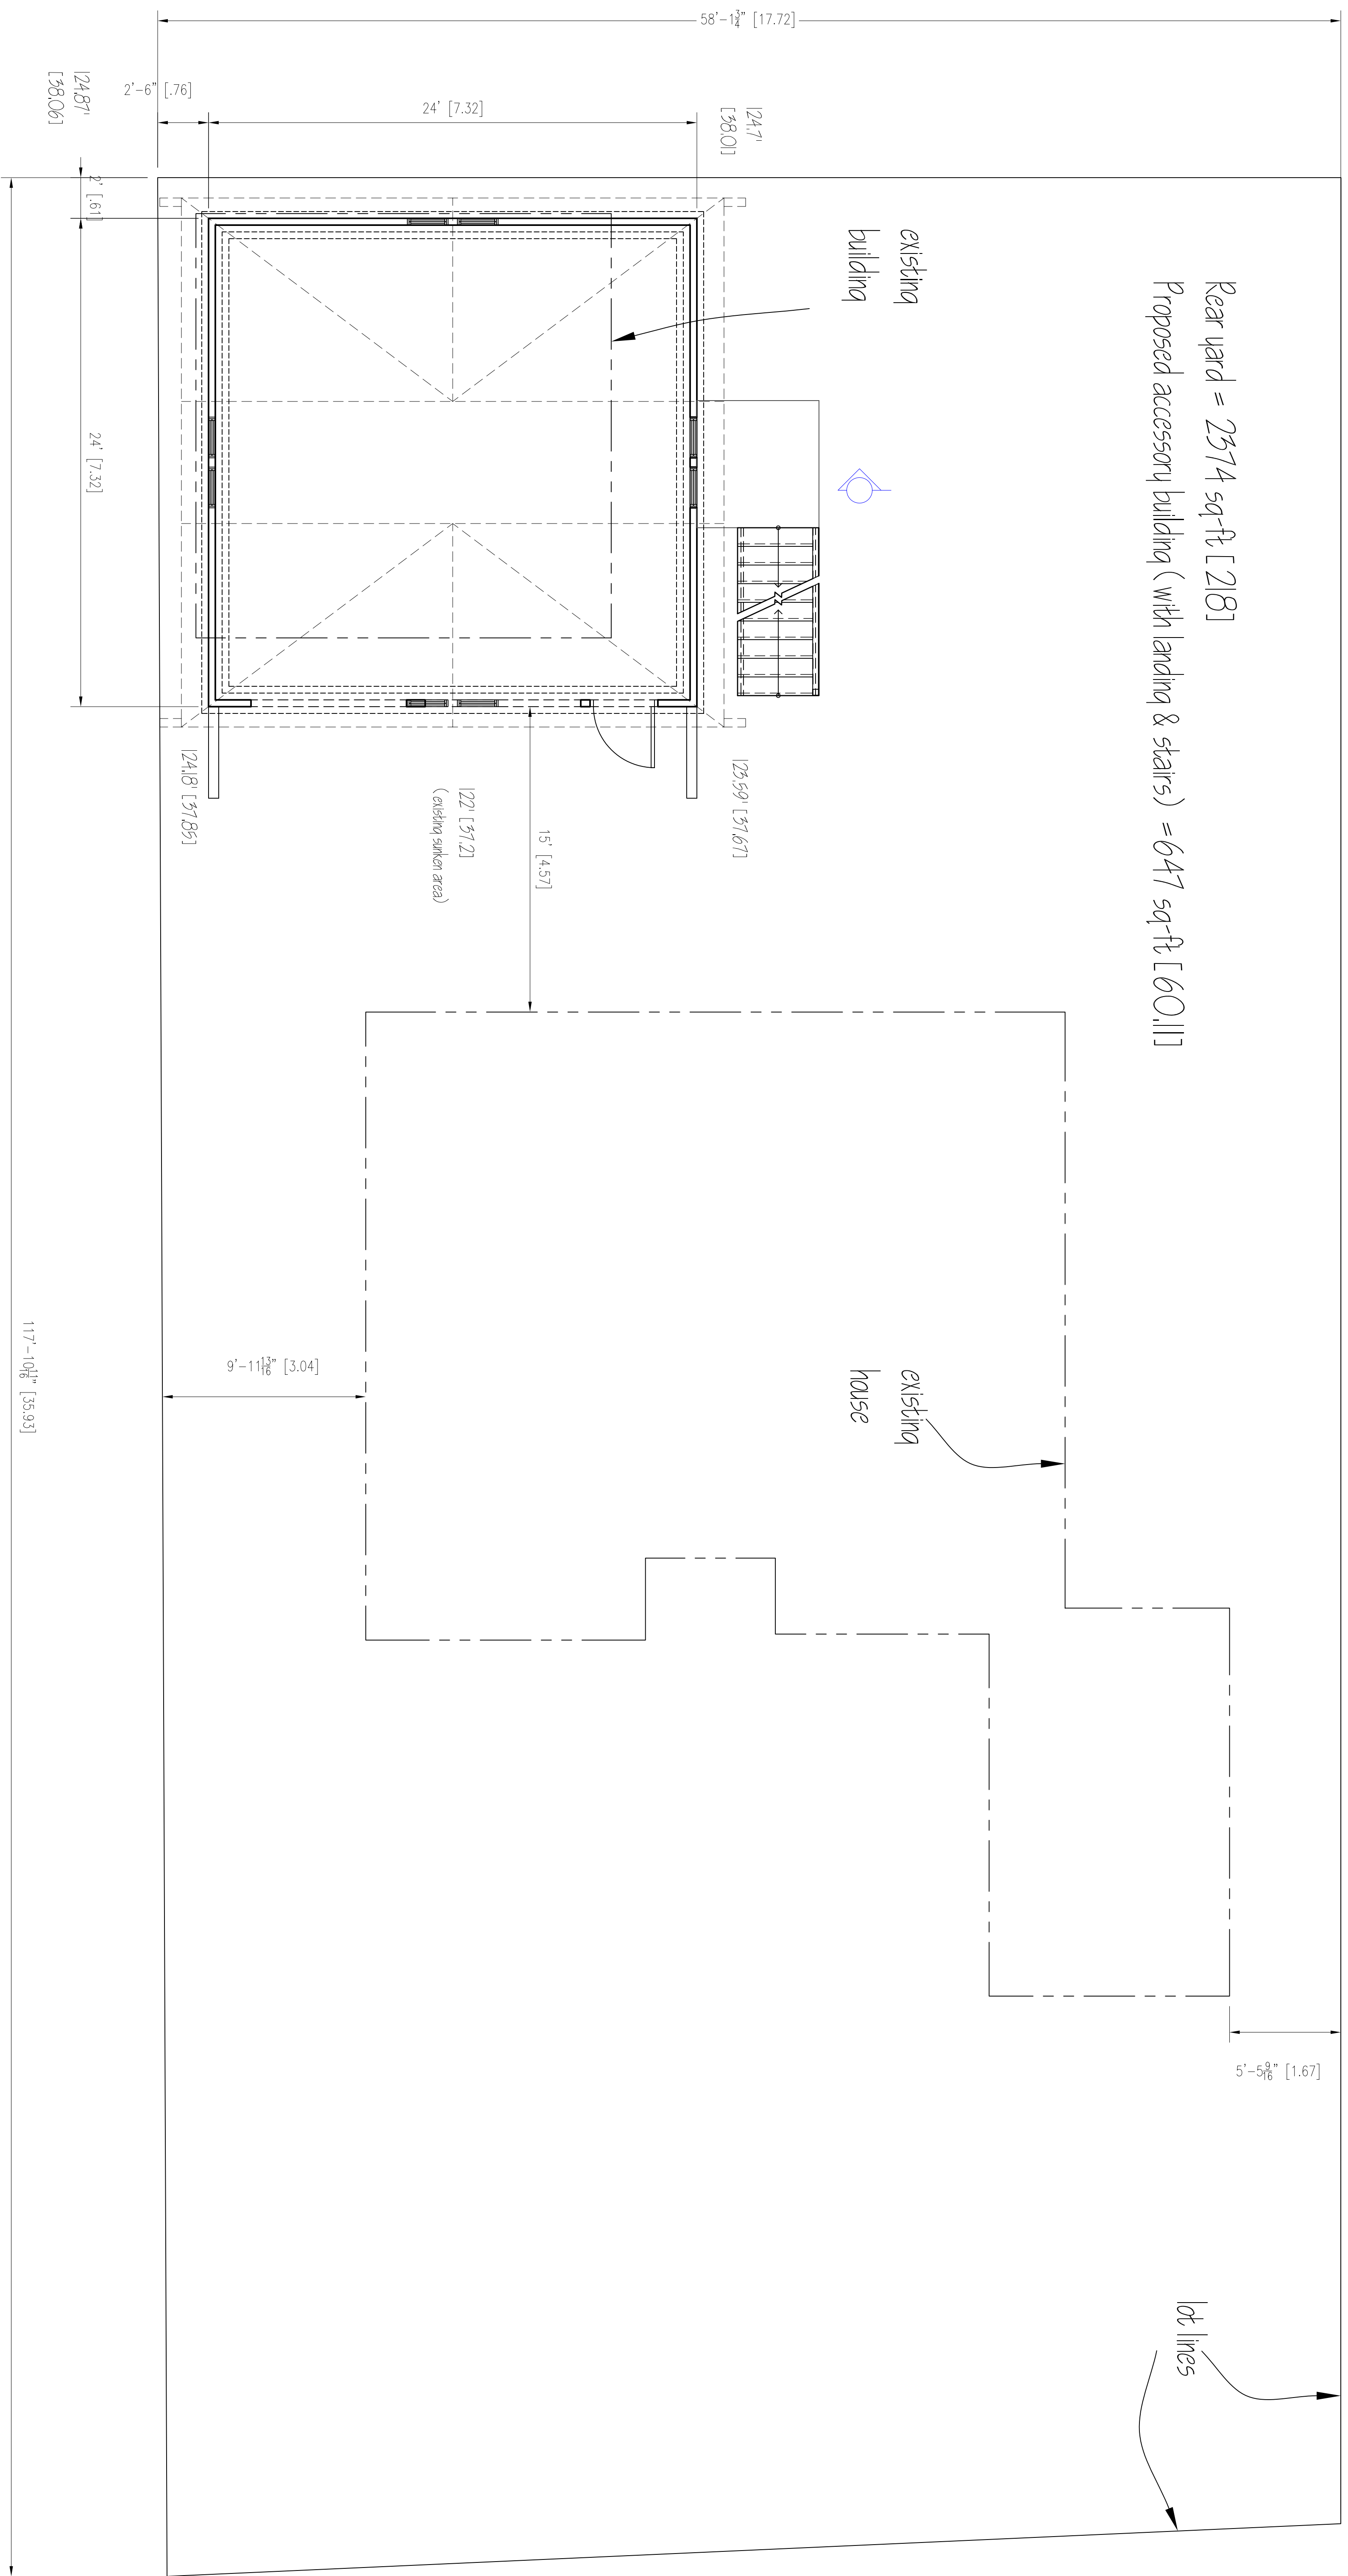 58'-1 3/4" [17.72]
2'-6" [.76]
24' [7.32]
124.87'
[38.06]
124.7'
[38.01]
2' [.61]
24' [7.32]
Rear yard = 2374 sq-ft [218]
Proposed accessory building (with landing & stairs) = 647 sq-ft [60.11]
existing
building
123.59' [37.67]
124.18' [37.85]
122' [37.2]
(existing sunken area)
15' [4.57]
existing
house
9'-11 13/16" [3.04]
117'-10 11/16" [35.93]
5'-5 9/16" [1.67]
lot lines